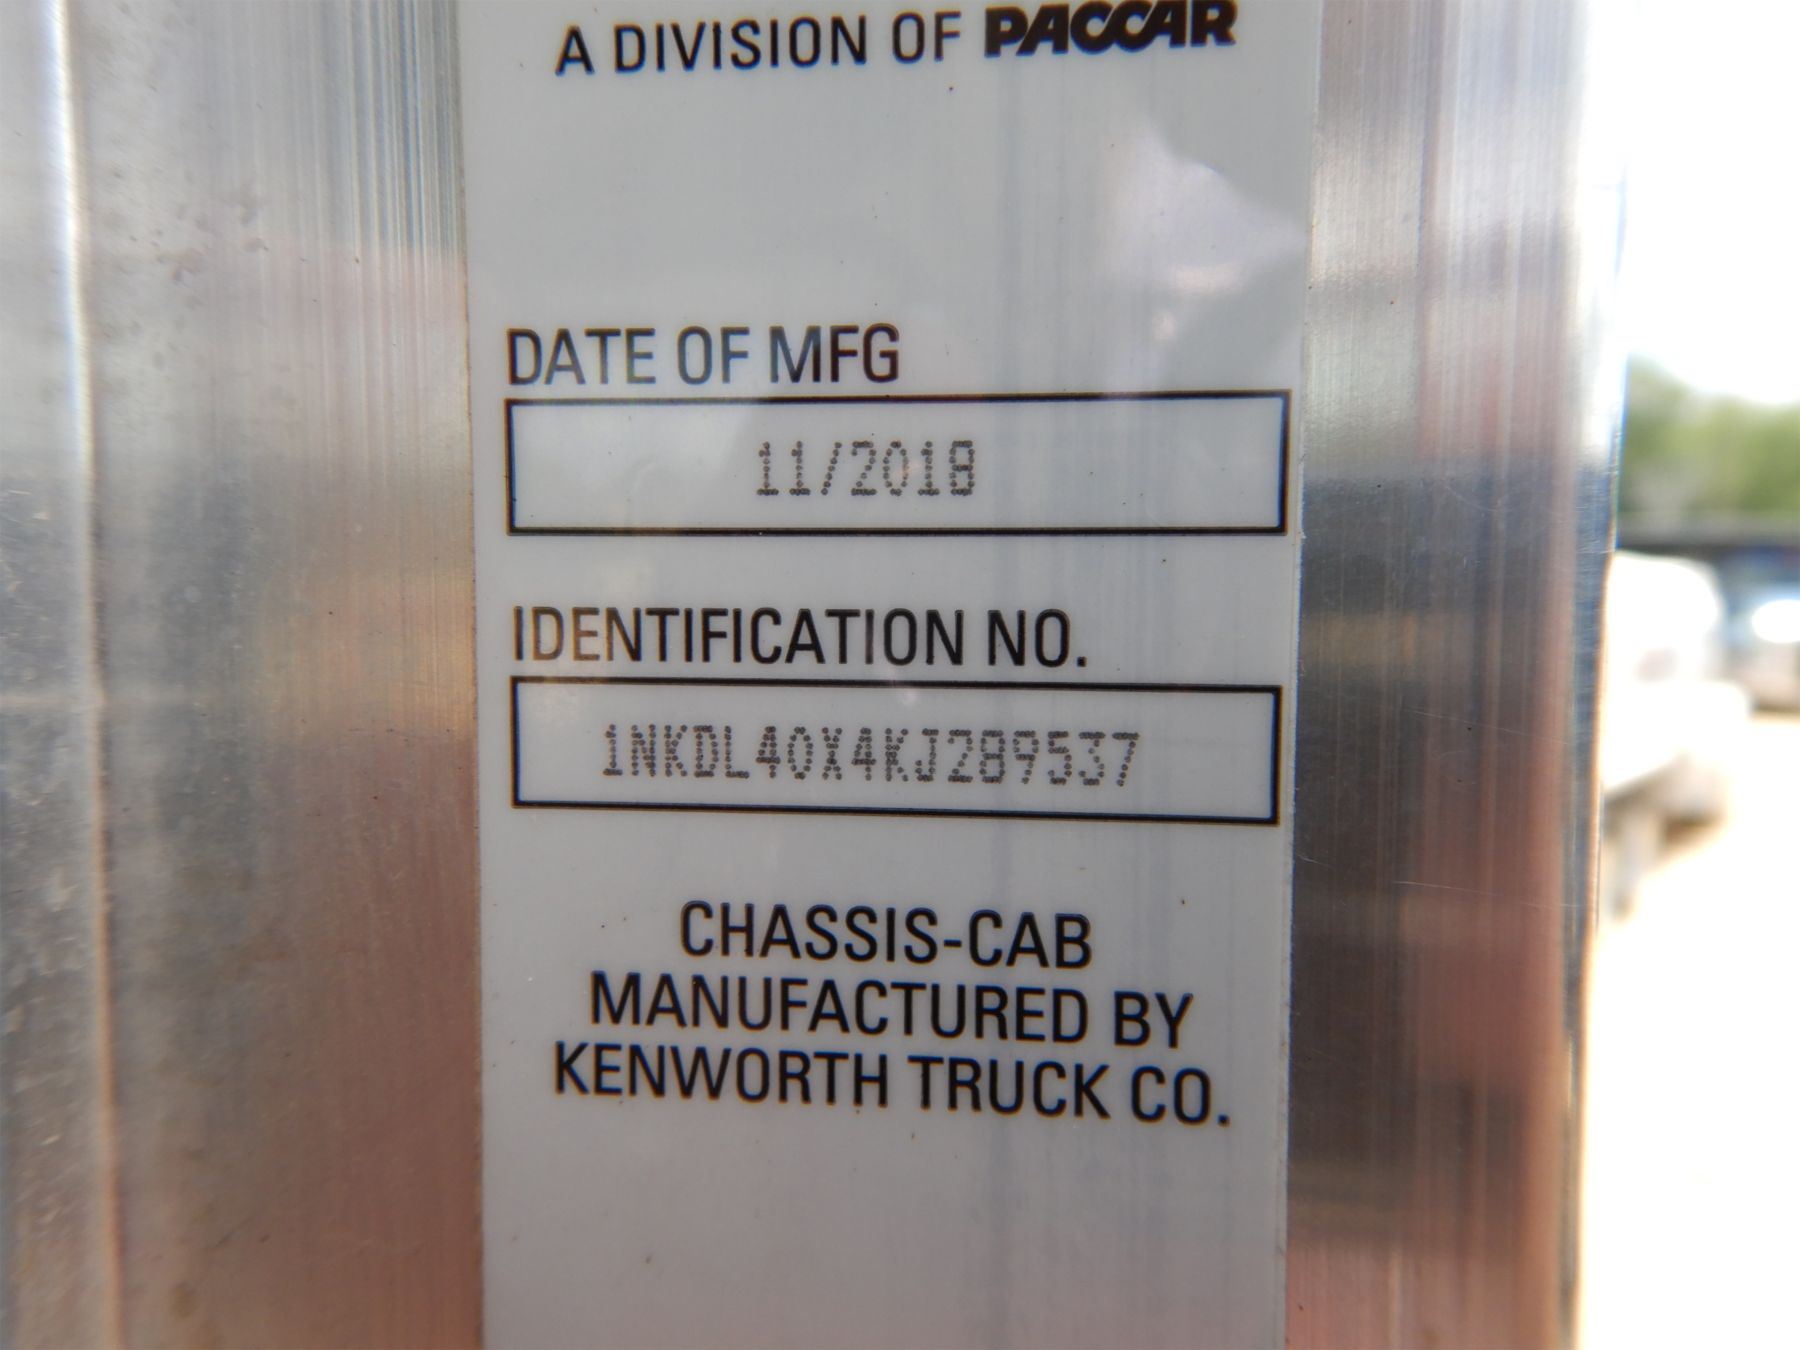 A DIVISION OF PACCAR
DATE OF MFG
11/2018
IDENTIFICATION NO.
1NKDL40X4KJ289537
CHASSIS-CAB
MANUFACTURED BY
KENWORTH TRUCK CO.